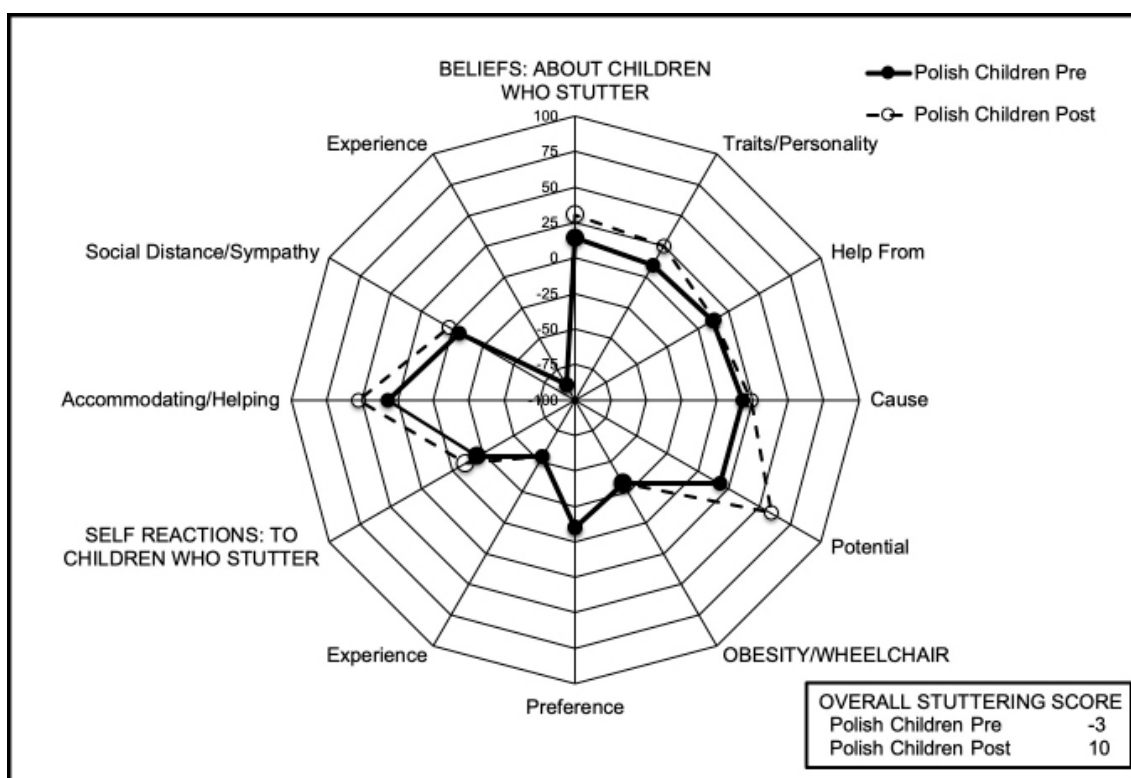 BELIEFS: ABOUT CHILDREN
WHO STUTTER
Polish Children Pre
Polish Children Post
100
75
50
25
0
-25
-50
-75
-100
Experience
Traits/Personality
Social Distance/Sympathy
Help From
Accommodating/Helping
Cause
SELF REACTIONS: TO
CHILDREN WHO STUTTER
Potential
Experience
OBESITY/WHEELCHAIR
Preference
OVERALL STUTTERING SCORE
Polish Children Pre -3
Polish Children Post 10